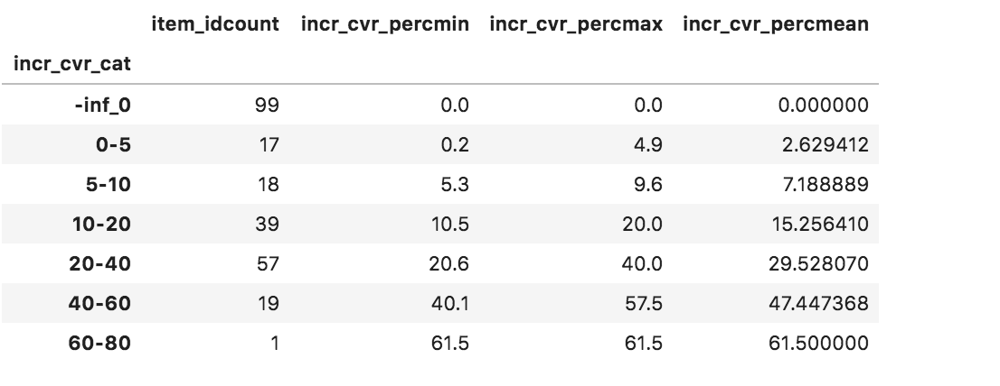 item_idcount incr_cvr_percmin incr_cvr_percmax incr_cvr_percmean
incr_cvr_cat
-inf_0 99 0.0 0.0 0.000000
0-5 17 0.2 4.9 2.629412
5-10 18 5.3 9.6 7.188889
10-20 39 10.5 20.0 15.256410
20-40 57 20.6 40.0 29.528070
40-60 19 40.1 57.5 47.447368
60-80 1 61.5 61.5 61.500000